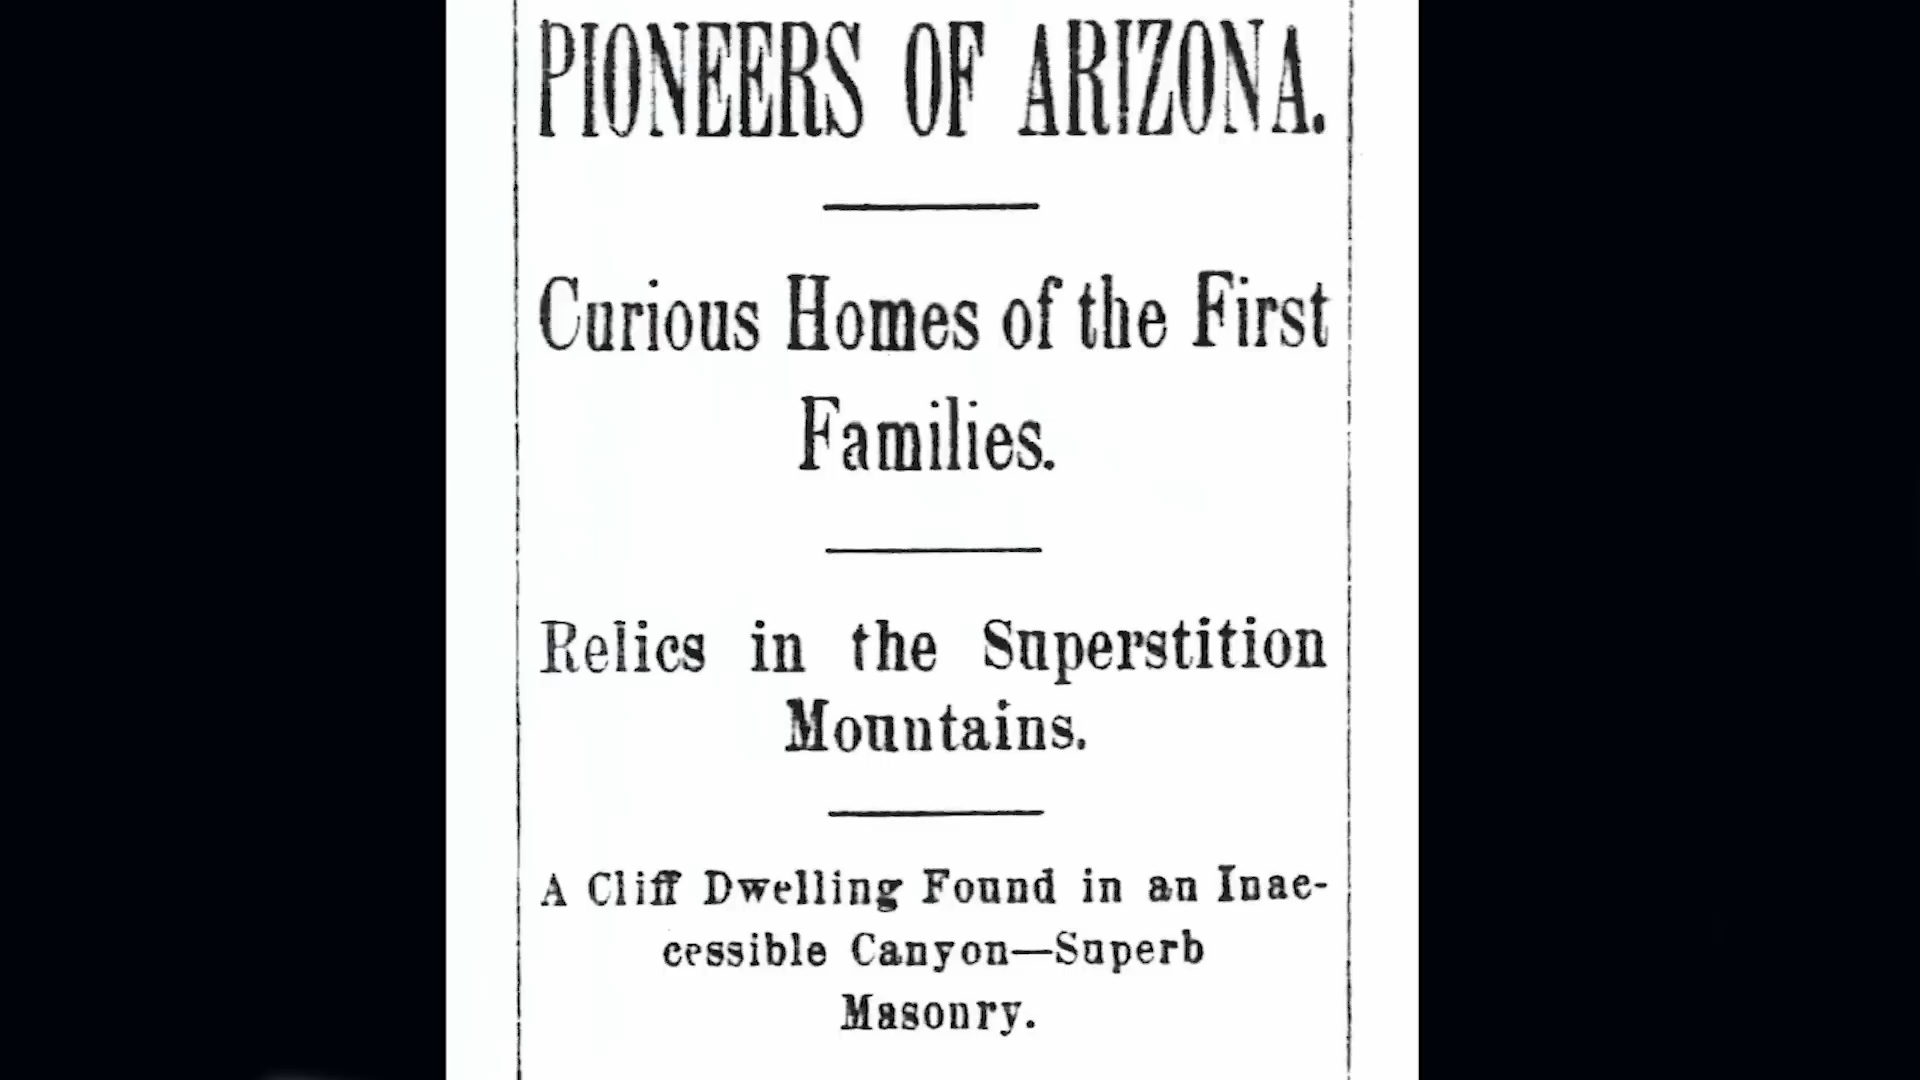 PIONEERS OF ARIZONA.
Curious Homes of the First
Families.
Relics in the Superstition
Mountains.
A Cliff Dwelling Found in an Inac-
cessible Canyon—Superb
Masonry.